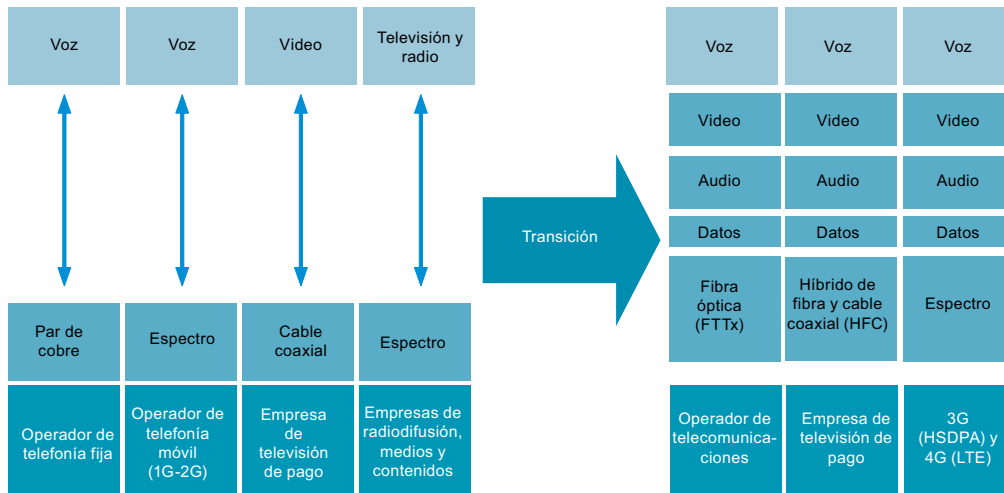 Voz
Voz
Video
Televisión y
radio
Par de
cobre
Espectro
Cable
coaxial
Espectro
Operador de
telefonía fija
Operador de
telefonía
móvil
(1G-2G)
Empresa
de
televisión
de pago
Empresas de
radiodifusión,
medios y
contenidos
Transición
Voz
Voz
Voz
Video
Video
Video
Audio
Audio
Audio
Datos
Datos
Datos
Fibra
óptica
(FTTx)
Híbrido de
fibra y cable
coaxial (HFC)
Espectro
Operador de
telecomunica-
ciones
Empresa de
televisión de
pago
3G
(HSDPA) y
4G (LTE)